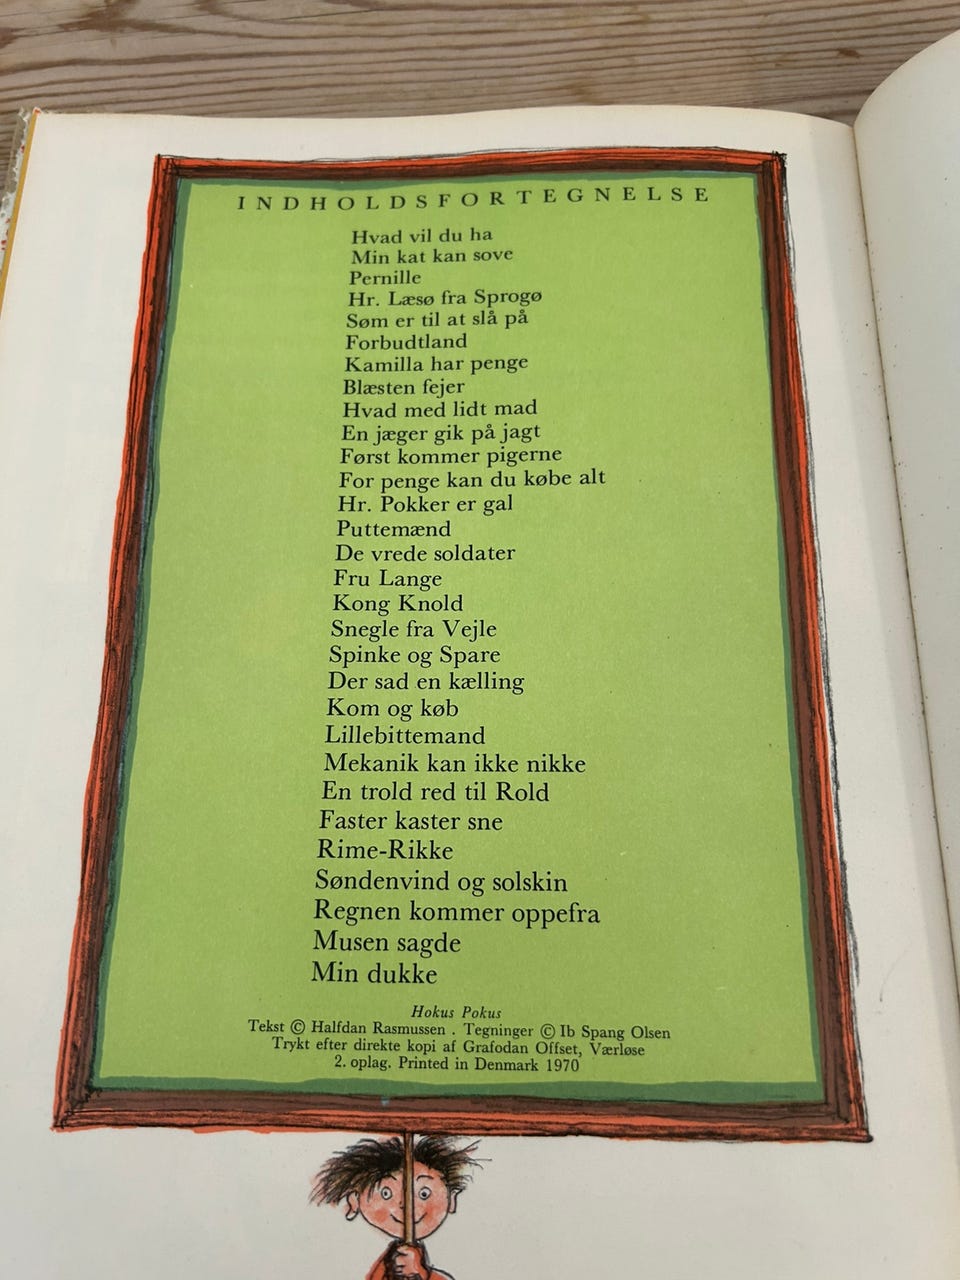 INDHOLDSFORTEGNELSE
Hvad vil du ha
Min kat kan sove
Pernille
Hr. Læsø fra Sprogø
Søm er til at slå på
Forbudtland
Kamilla har penge
Blæsten fejer
Hvad med lidt mad
En jæger gik på jagt
Først kommer pigerne
For penge kan du købe alt
Hr. Pokker er gal
Puttemænd
De vrede soldater
Fru Lange
Kong Knold
Snegle fra Vejle
Spinke og Spare
Der sad en kælling
Kom og køb
Lillebittemand
Mekanik kan ikke nikke
En trold red til Rold
Faster kaster sne
Rime-Rikke
Søndenvind og solskin
Regnen kommer oppefra
Musen sagde
Min dukke
Hokus Pokus
Tekst © Halfdan Rasmussen . Tegninger © Ib Spang Olsen
Trykt efter direkte kopi af Grafodan Offset, Værløse
2. oplag. Printed in Denmark 1970